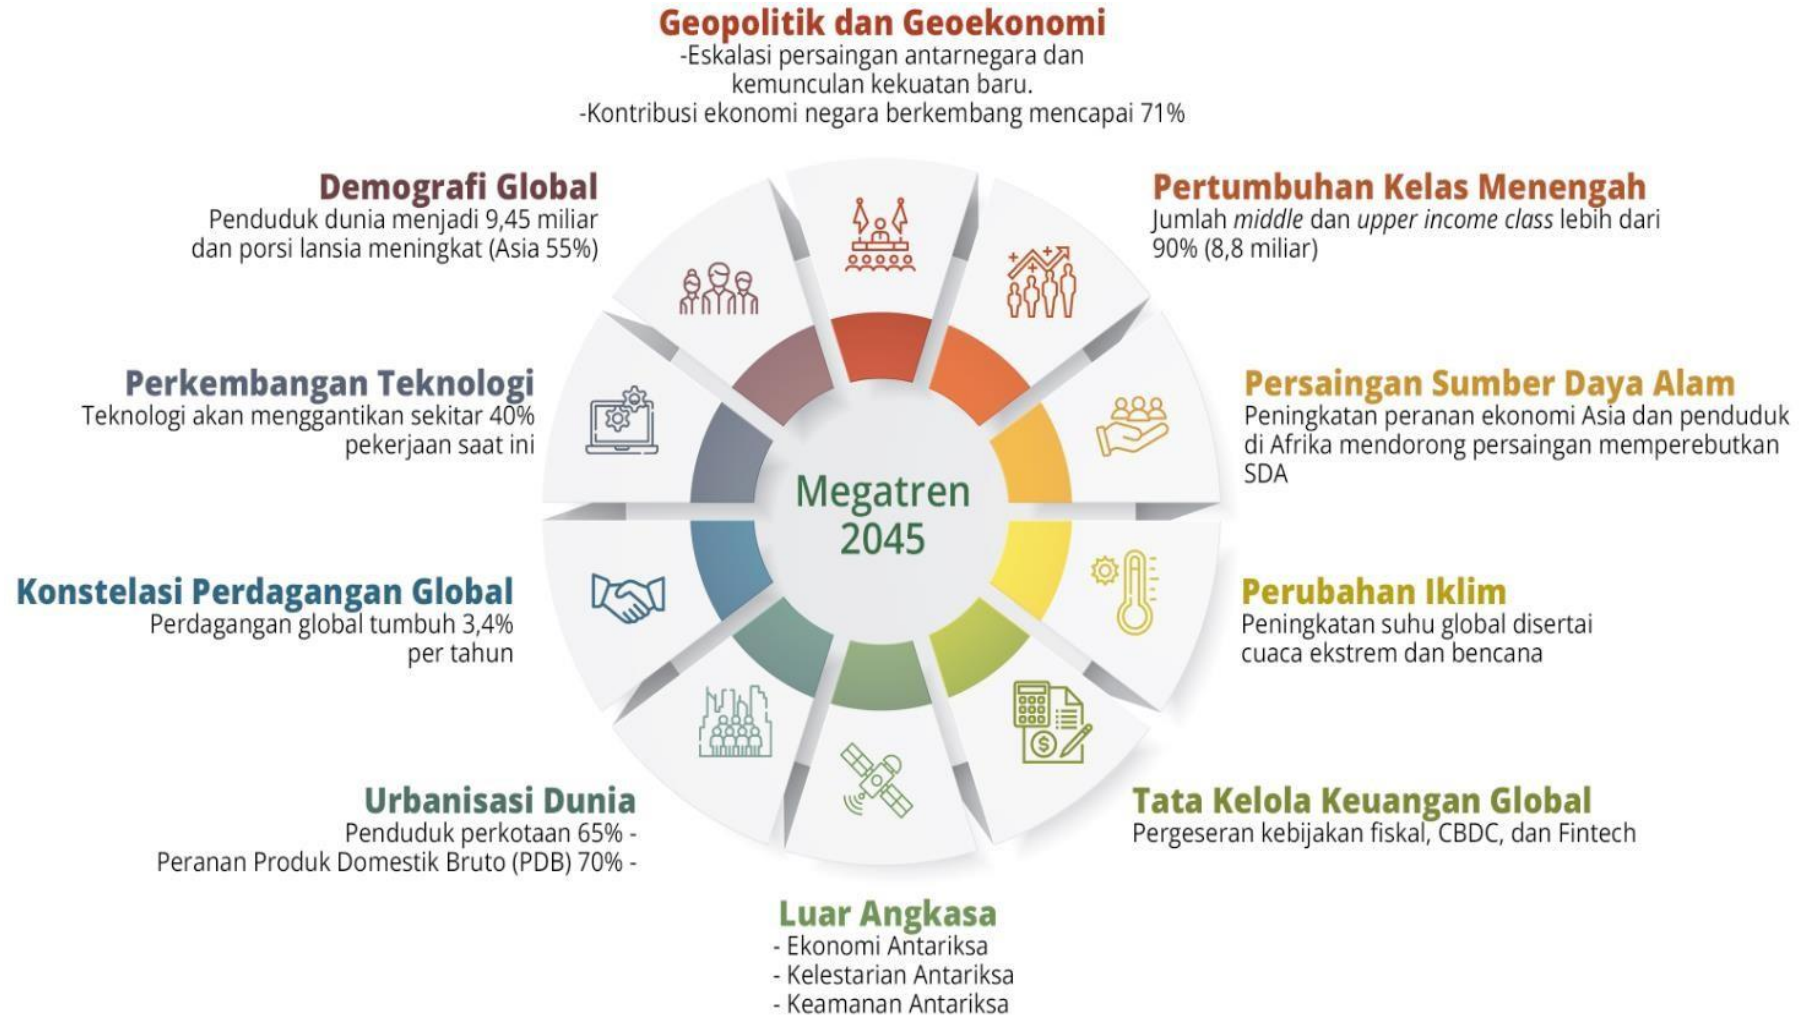 Geopolitik dan Geoekonomi
-Eskalasi persaingan antarnegara dan
kemunculan kekuatan baru.
-Kontribusi ekonomi negara berkembang mencapai 71%
Pertumbuhan Kelas Menengah
Jumlah middle dan upper income class lebih dari
90% (8,8 miliar)
Persaingan Sumber Daya Alam
Peningkatan peranan ekonomi Asia dan penduduk
di Afrika mendorong persaingan memperebutkan
SDA
Perubahan Iklim
Peningkatan suhu global disertai
cuaca ekstrem dan bencana
Tata Kelola Keuangan Global
Pergeseran kebijakan fiskal, CBDC, dan Fintech
Luar Angkasa
- Ekonomi Antariksa
- Kelestarian Antariksa
- Keamanan Antariksa
Urbanisasi Dunia
Penduduk perkotaan 65% -
Peranan Produk Domestik Bruto (PDB) 70% -
Konstelasi Perdagangan Global
Perdagangan global tumbuh 3,4%
per tahun
Perkembangan Teknologi
Teknologi akan menggantikan sekitar 40%
pekerjaan saat ini
Demografi Global
Penduduk dunia menjadi 9,45 miliar
dan porsi lansia meningkat (Asia 55%)
Megatren
2045